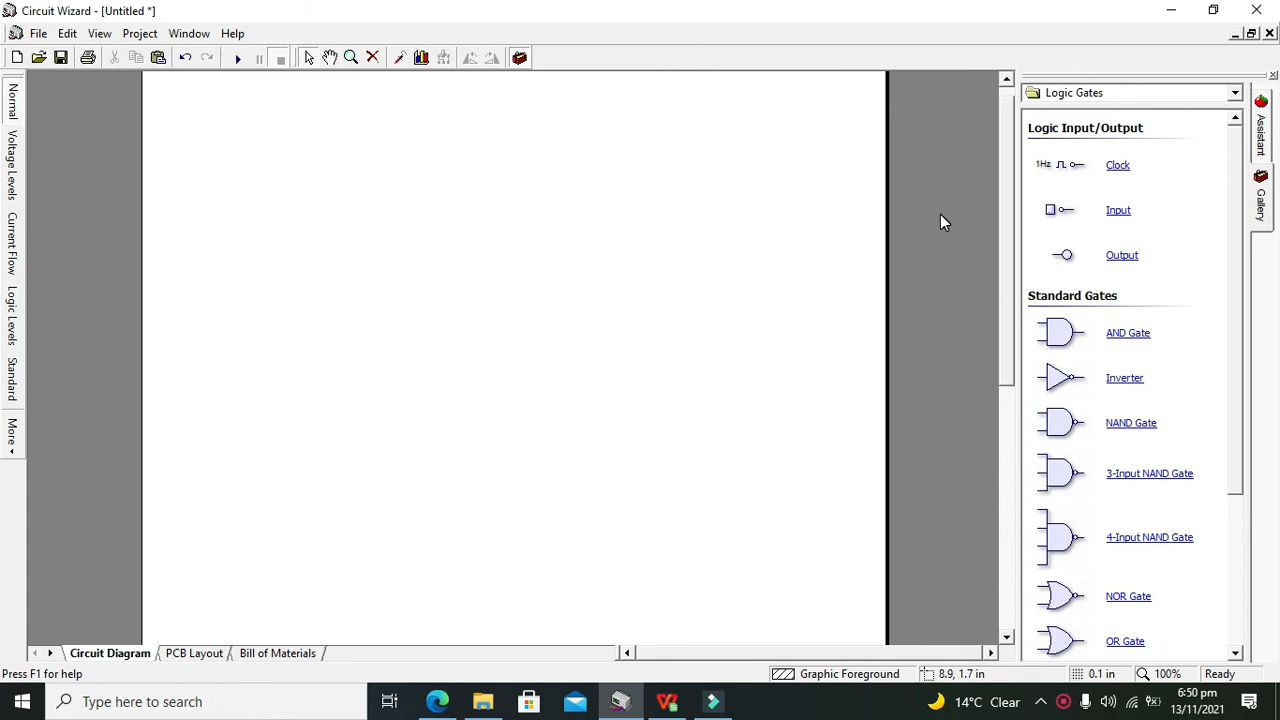 Circuit Wizard - [Untitled *]
File Edit View Project Window Help
Normal
Voltage Levels
Current Flow
Logic Levels
Standard
More
Logic Gates
Logic Input/Output
1Hz Clock
Input
Output
Standard Gates
AND Gate
Inverter
NAND Gate
3-Input NAND Gate
4-Input NAND Gate
NOR Gate
OR Gate
Assistant
Gallery
Circuit Diagram PCB Layout Bill of Materials
Press F1 for help Graphic Foreground 8.9, 1.7 in 0.1 in 100% Ready
Type here to search 14°C Clear 6:50 pm
13/11/2021